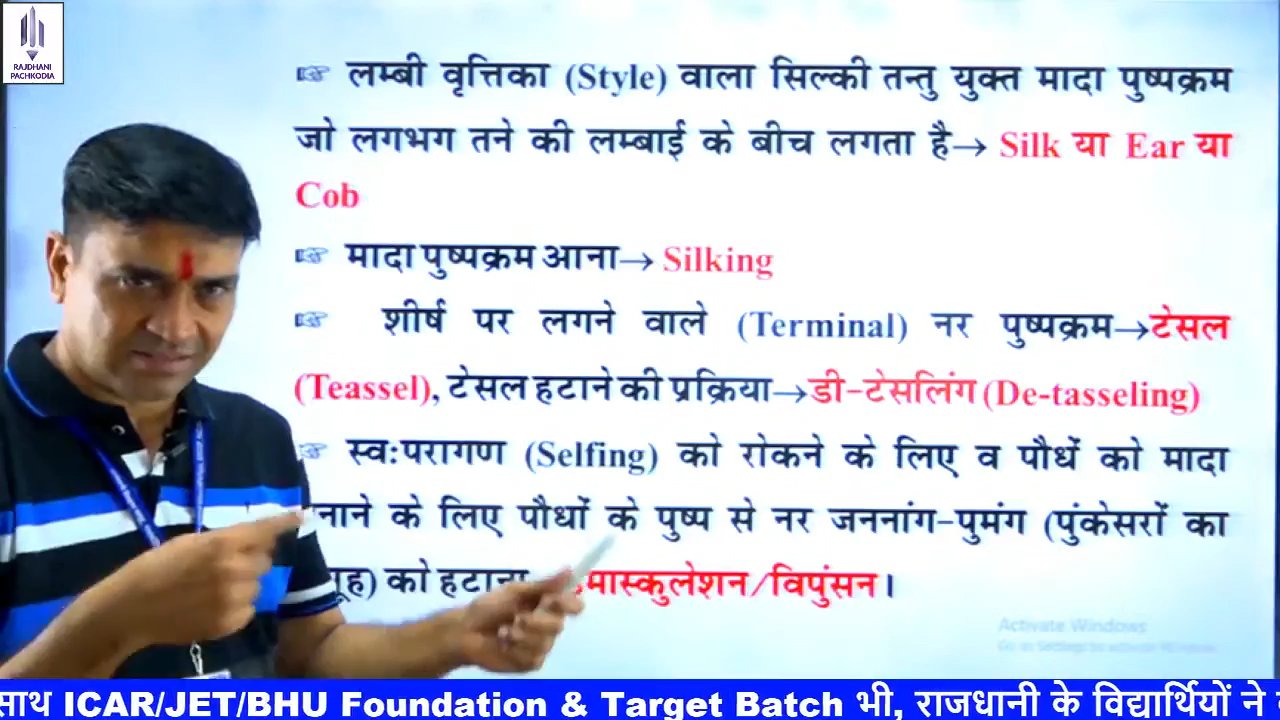 RAJDHANI
PACHKODIA
☞ लम्बी वृत्तिका (Style) वाला सिल्की तन्तु युक्त मादा पुष्पक्रम
जो लगभग तने की लम्बाई के बीच लगता है→ Silk या Ear या
Cob
☞ मादा पुष्पक्रम आना→ Silking
☞ शीर्ष पर लगने वाले (Terminal) नर पुष्पक्रम→टेसल
(Teassel), टेसल हटाने की प्रक्रिया→डी-टेसलिंग (De-tasseling)
☞ स्वःपरागण (Selfing) को रोकने के लिए व पौधें को मादा
नाने के लिए पौधों के पुष्प से नर जननांग-पुमंग (पुंकेसरों का
को हटाना मास्कुलेशन/विपुंसन।
Activate Windows
साथ ICAR/JET/BHU Foundation & Target Batch भी, राजधानी के विद्यार्थियों ने